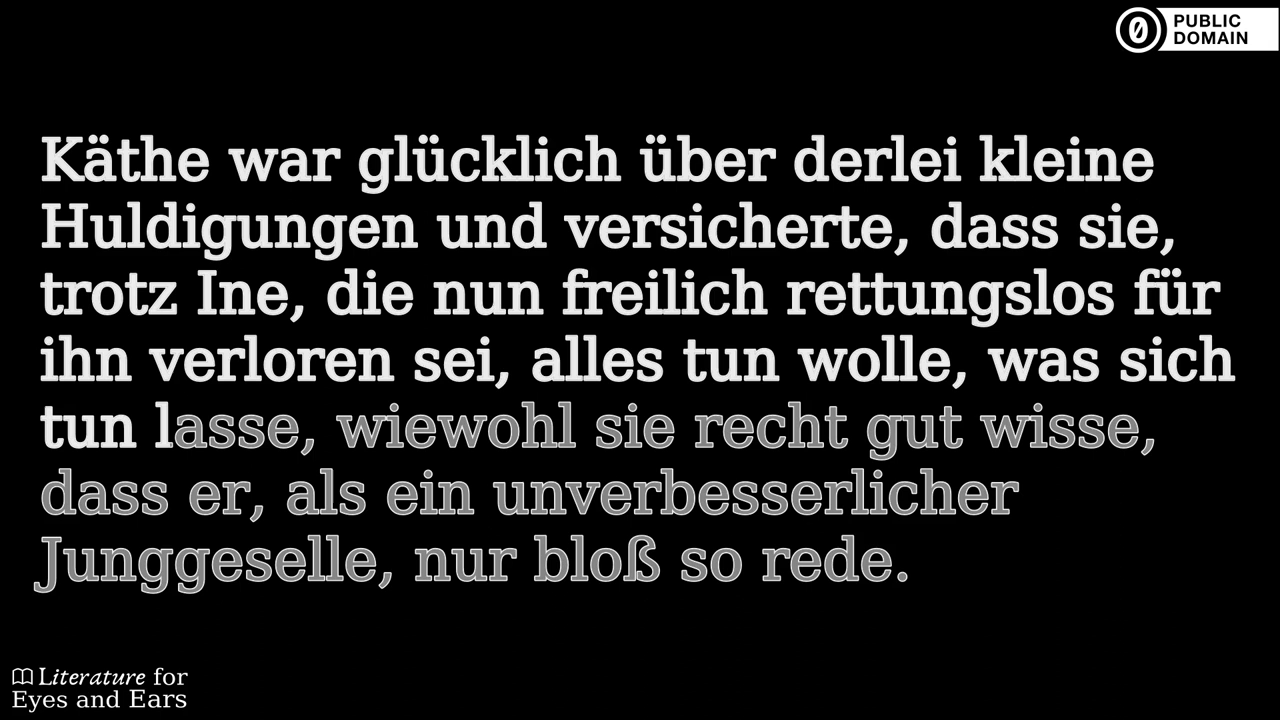 PUBLIC
DOMAIN
Käthe war glücklich über derlei kleine
Huldigungen und versicherte, dass sie,
trotz Ine, die nun freilich rettungslos für
ihn verloren sei, alles tun wolle, was sich
tun lasse, wiewohl sie recht gut wisse,
dass er, als ein unverbesserlicher
Junggeselle, nur bloß so rede.
Literature for
Eyes and Ears